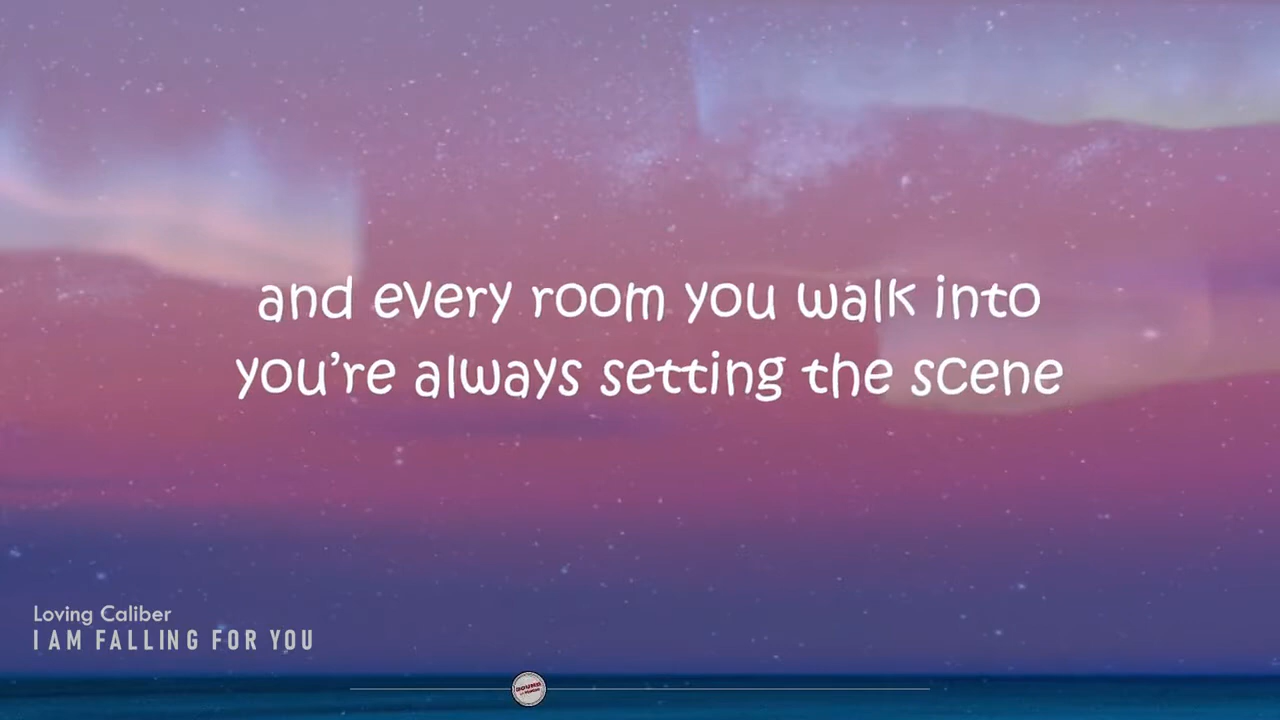 and every room you walk into
you're always setting the scene
Loving Caliber
I AM FALLING FOR YOU